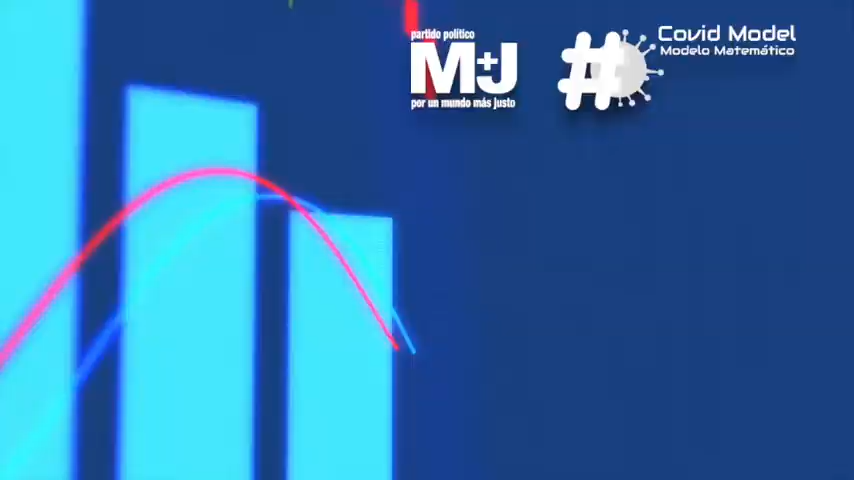 partido político
M+J
por un mundo más justo
#
Covid Model
Modelo Matemático